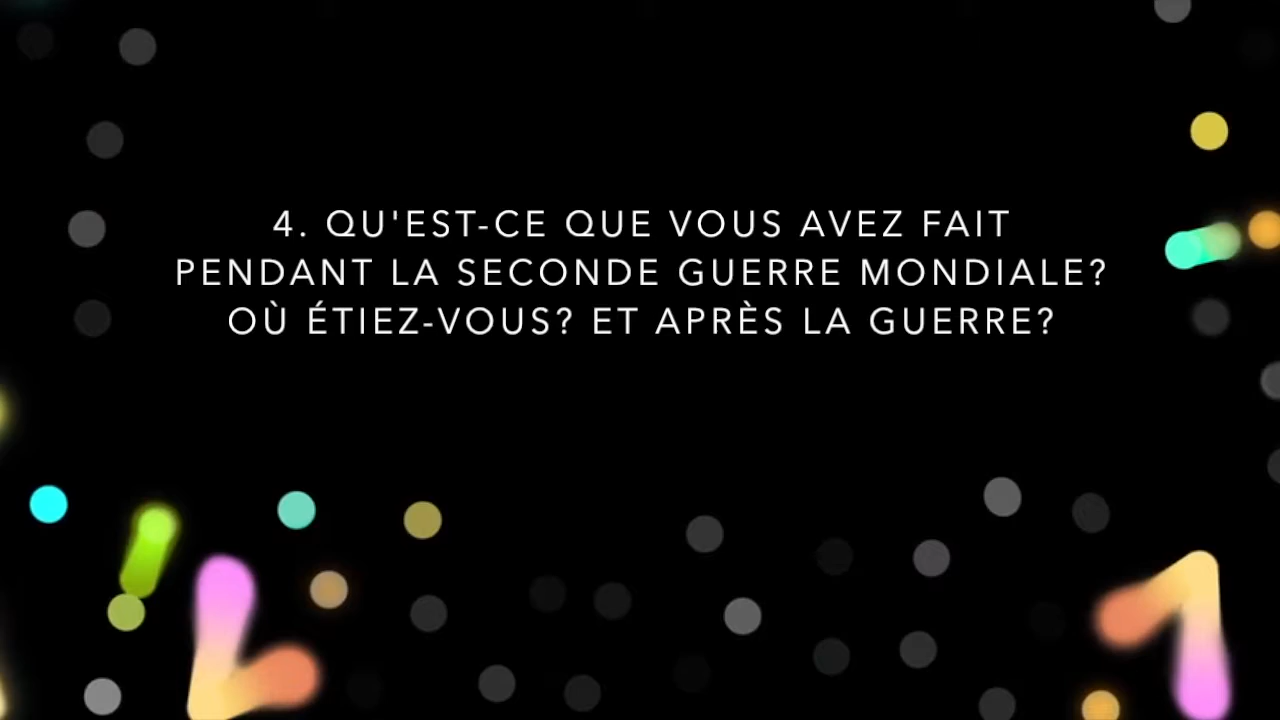 4. QU'EST-CE QUE VOUS AVEZ FAIT
PENDANT LA SECONDE GUERRE MONDIALE?
OÙ ÉTIEZ-VOUS? ET APRÈS LA GUERRE?